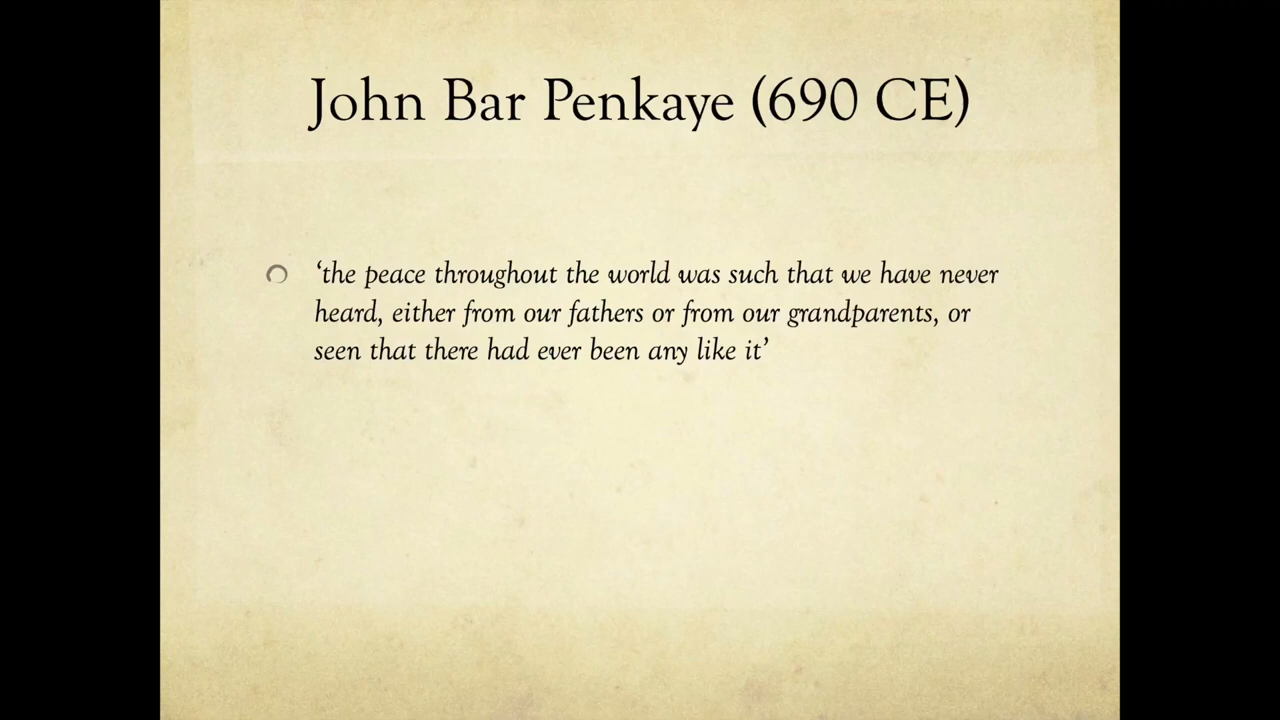 John Bar Penkaye (690 CE)
‘the peace throughout the world was such that we have never
heard, either from our fathers or from our grandparents, or
seen that there had ever been any like it’